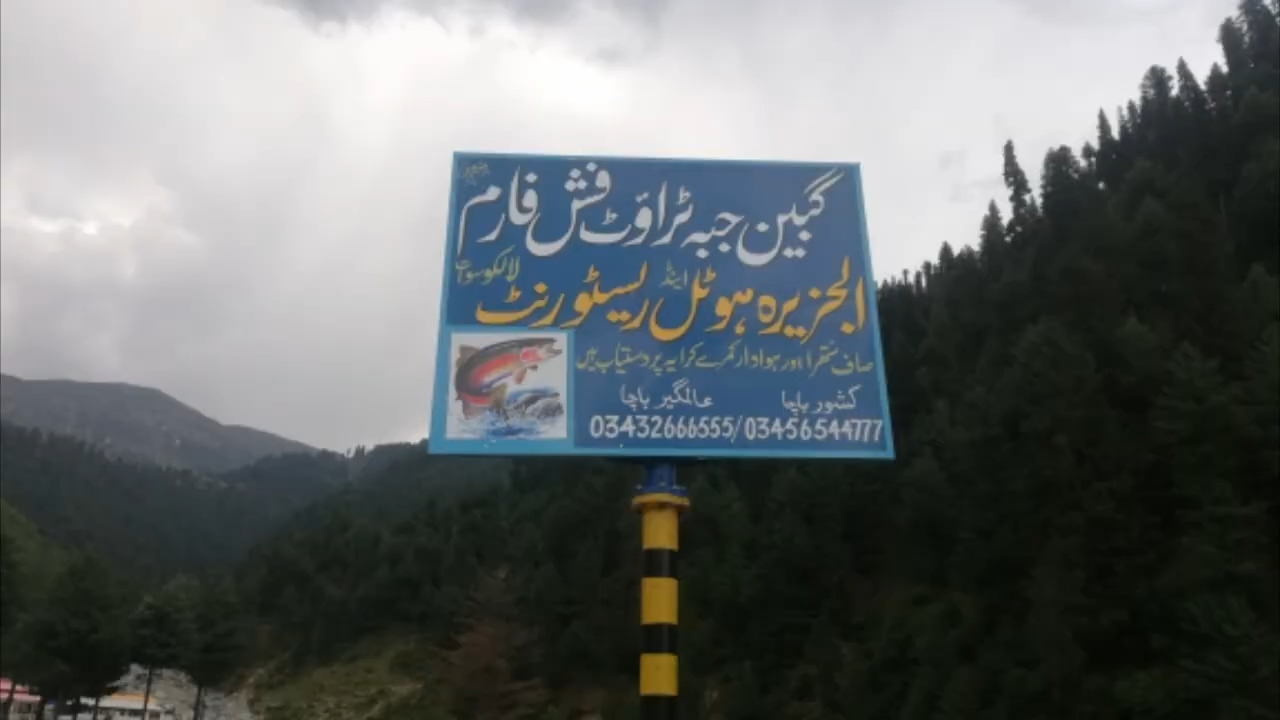 گبین جبہ ٹراؤٹ فش فارم
الجزیرہ ہوٹل اینڈ ریسٹورنٹ لالکو سوات
صاف ستھرا اور ہوادار کمرے کرایہ پر دستیاب ہیں
کشور باچا عالمگیر باچا
03432666555/03456544777